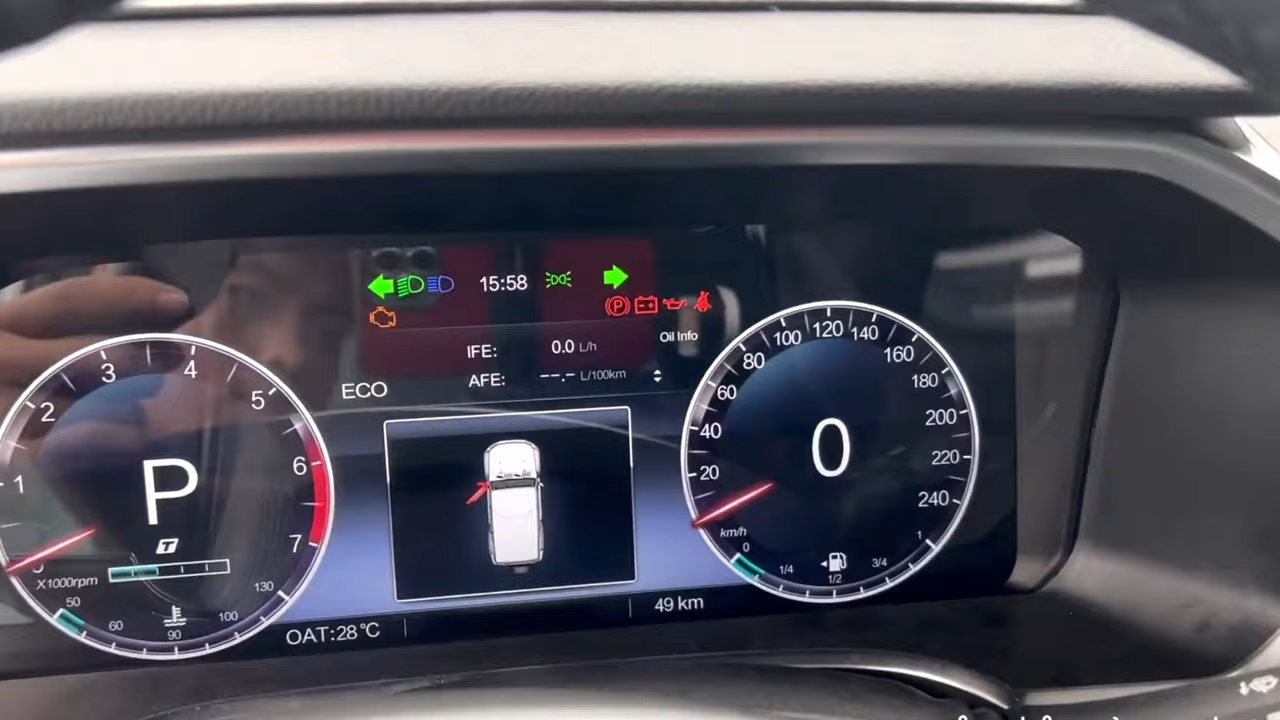 15:58
P
Oil Info
IFE: 0.0 L/h
AFE: --.- L/100km
ECO
1 2 3 4 5 6 7
P
T
X1000rpm
50 60 90 100 130
OAT:28°C
49 km
20 40 60 80 100 120 140 160 180 200 220 240
0
km/h
0 1/4 1/2 3/4 1